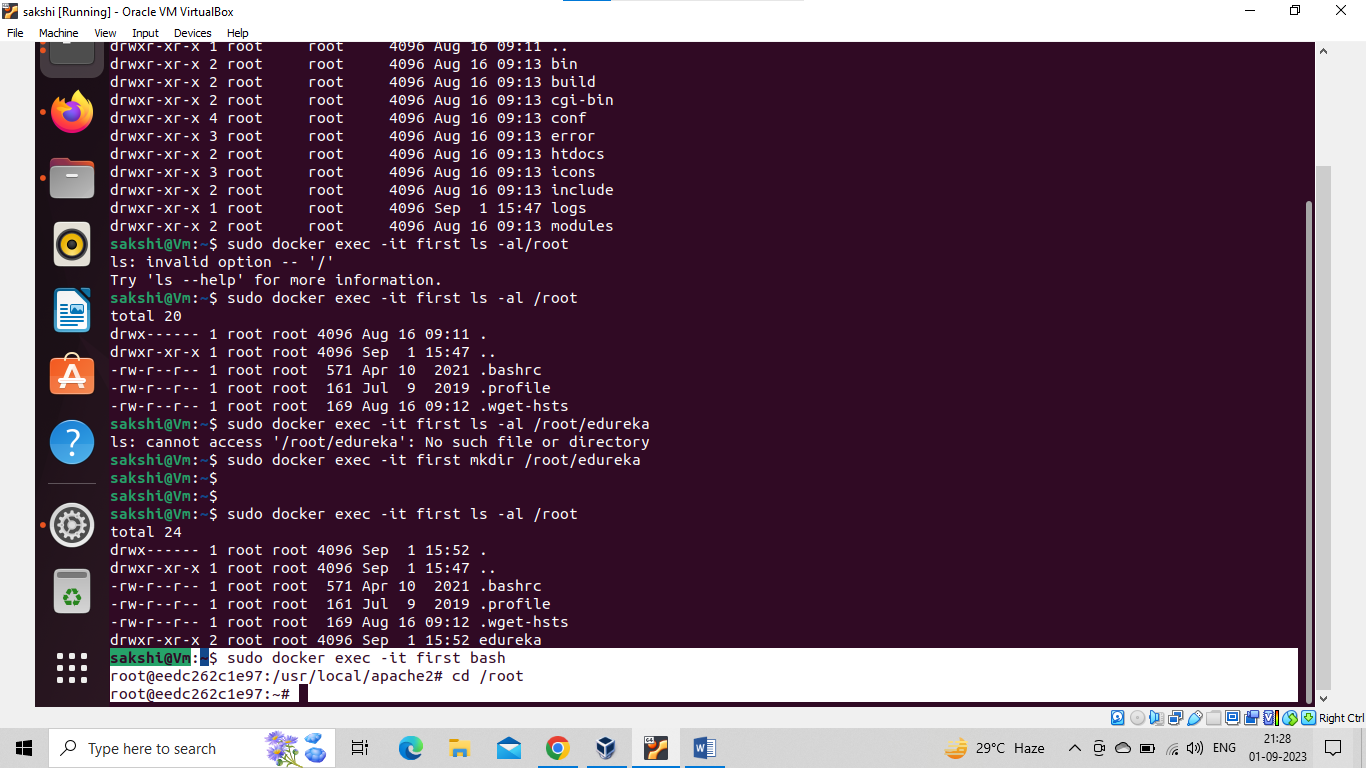 sakshi [Running] - Oracle VM VirtualBox
File Machine View Input Devices Help
drwxr-xr-x 1 root     root     4096 Aug 16 09:11 ..
drwxr-xr-x 2 root     root     4096 Aug 16 09:13 bin
drwxr-xr-x 2 root     root     4096 Aug 16 09:13 build
drwxr-xr-x 2 root     root     4096 Aug 16 09:13 cgi-bin
drwxr-xr-x 4 root     root     4096 Aug 16 09:13 conf
drwxr-xr-x 3 root     root     4096 Aug 16 09:13 error
drwxr-xr-x 2 root     root     4096 Aug 16 09:13 htdocs
drwxr-xr-x 3 root     root     4096 Aug 16 09:13 icons
drwxr-xr-x 2 root     root     4096 Aug 16 09:13 include
drwxr-xr-x 1 root     root     4096 Sep  1 15:47 logs
drwxr-xr-x 2 root     root     4096 Aug 16 09:13 modules
sakshi@Vm:~$ sudo docker exec -it first ls -al/root
ls: invalid option -- '/'
Try 'ls --help' for more information.
sakshi@Vm:~$ sudo docker exec -it first ls -al /root
total 20
drwx------ 1 root root 4096 Aug 16 09:11 .
drwxr-xr-x 1 root root 4096 Sep  1 15:47 ..
-rw-r--r-- 1 root root  571 Apr 10  2021 .bashrc
-rw-r--r-- 1 root root  161 Jul  9  2019 .profile
-rw-r--r-- 1 root root  169 Aug 16 09:12 .wget-hsts
sakshi@Vm:~$ sudo docker exec -it first ls -al /root/edureka
ls: cannot access '/root/edureka': No such file or directory
sakshi@Vm:~$ sudo docker exec -it first mkdir /root/edureka
sakshi@Vm:~$
sakshi@Vm:~$
sakshi@Vm:~$ sudo docker exec -it first ls -al /root
total 24
drwx------ 1 root root 4096 Sep  1 15:52 .
drwxr-xr-x 1 root root 4096 Sep  1 15:47 ..
-rw-r--r-- 1 root root  571 Apr 10  2021 .bashrc
-rw-r--r-- 1 root root  161 Jul  9  2019 .profile
-rw-r--r-- 1 root root  169 Aug 16 09:12 .wget-hsts
drwxr-xr-x 2 root root 4096 Sep  1 15:52 edureka
sakshi@Vm:~$ sudo docker exec -it first bash
root@eedc262c1e97:/usr/local/apache2# cd /root
root@eedc262c1e97:~#
Right Ctrl
Type here to search
29°C Haze
ENG
21:28
01-09-2023